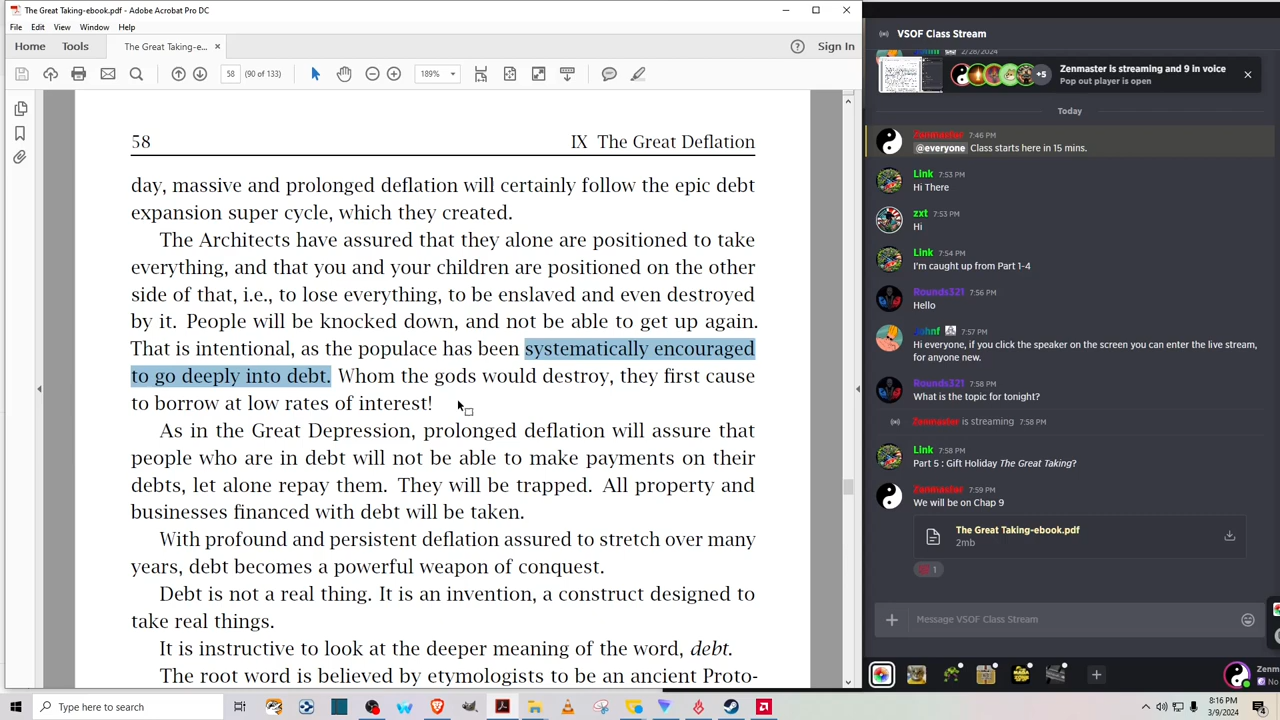 The Great Taking-ebook.pdf - Adobe Acrobat Pro DC
File Edit View Window Help
Home Tools The Great Taking-e... × Sign In
58 (90 of 133) 189%
58 IX The Great Deflation
day, massive and prolonged deflation will certainly follow the epic debt
expansion super cycle, which they created.
The Architects have assured that they alone are positioned to take
everything, and that you and your children are positioned on the other
side of that, i.e., to lose everything, to be enslaved and even destroyed
by it. People will be knocked down, and not be able to get up again.
That is intentional, as the populace has been systematically encouraged
to go deeply into debt. Whom the gods would destroy, they first cause
to borrow at low rates of interest!
As in the Great Depression, prolonged deflation will assure that
people who are in debt will not be able to make payments on their
debts, let alone repay them. They will be trapped. All property and
businesses financed with debt will be taken.
With profound and persistent deflation assured to stretch over many
years, debt becomes a powerful weapon of conquest.
Debt is not a real thing. It is an invention, a construct designed to
take real things.
It is instructive to look at the deeper meaning of the word, debt.
The root word is believed by etymologists to be an ancient Proto-
VSOF Class Stream
2/28/2024
+5 Zenmaster is streaming and 9 in voice
Pop out player is open
Today
Zenmaster 7:46 PM
@everyone Class starts here in 15 mins.
Link 7:53 PM
Hi There
zxt 7:53 PM
Hi
Link 7:54 PM
I'm caught up from Part 1-4
Rounds321 7:56 PM
Hello
7:57 PM
Hi everyone, if you click the speaker on the screen you can enter the live stream,
for anyone new.
Rounds321 7:58 PM
What is the topic for tonight?
Zenmaster is streaming 7:58 PM
Link 7:58 PM
Part 5 : Gift Holiday The Great Taking?
Zenmaster 7:59 PM
We will be on Chap 9
The Great Taking-ebook.pdf
2mb
1
Message VSOF Class Stream
Zenm
No
Type here to search
8:16 PM
3/9/2024
4